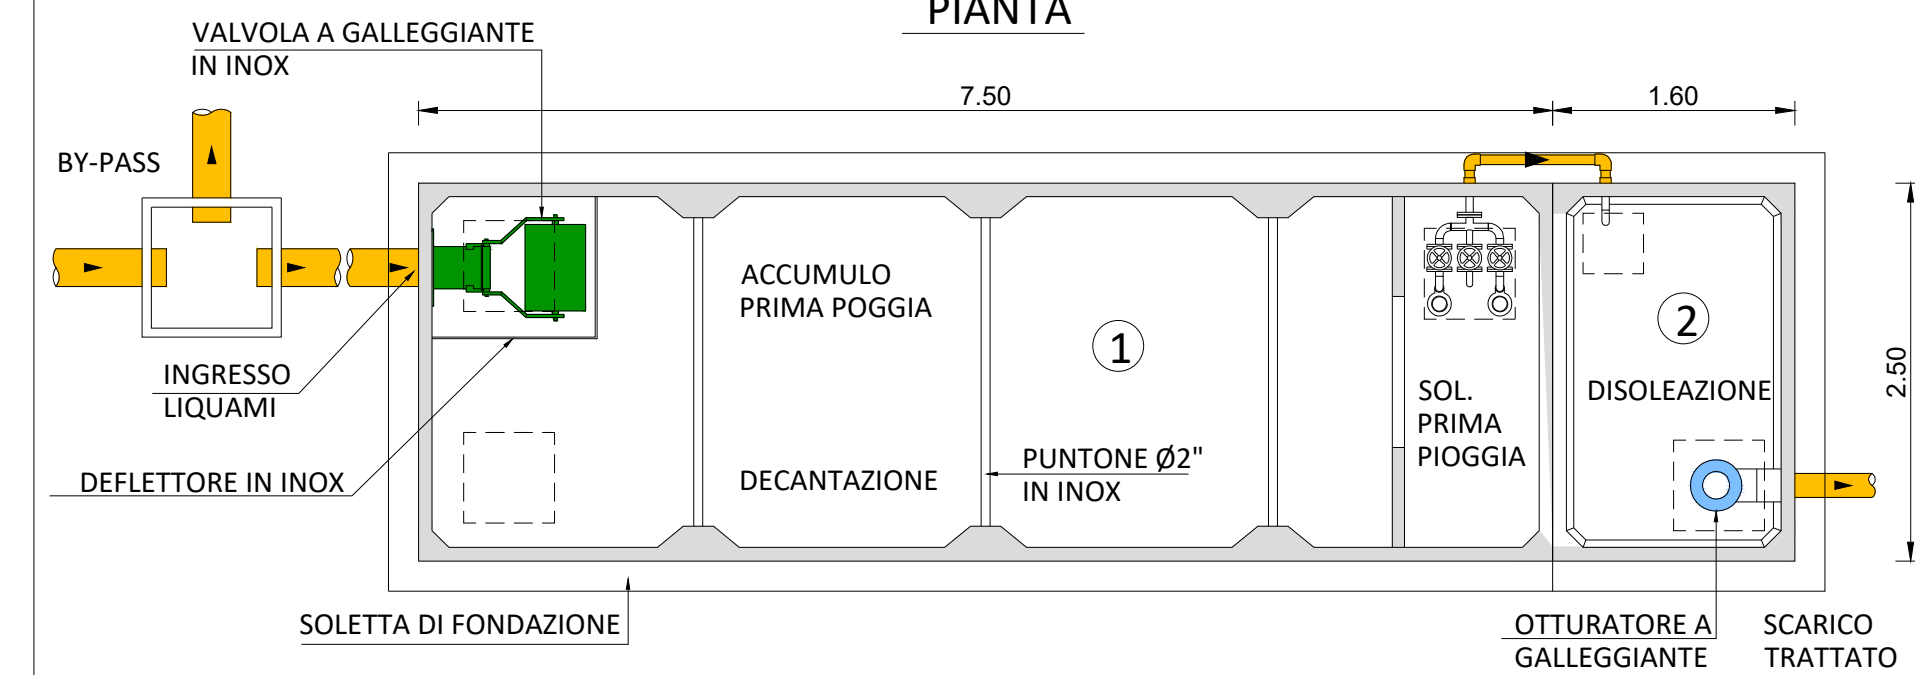 PIANTA
VALVOLA A GALLEGGIANTE
IN INOX
7.50
1.60
BY-PASS
ACCUMULO
PRIMA POGGIA
1
2
2.50
INGRESSO
LIQUAMI
SOL.
PRIMA
PIOGGIA
DISOLEAZIONE
DEFLETTORE IN INOX
DECANTAZIONE
PUNTONE Ø2"
IN INOX
SOLETTA DI FONDAZIONE
OTTURATORE A
GALLEGGIANTE
SCARICO
TRATTATO